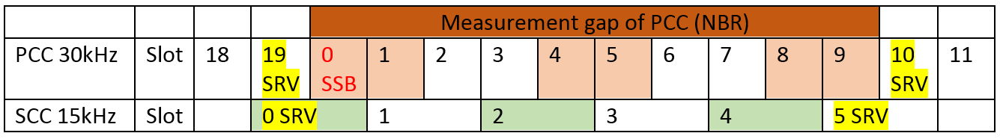 Measurement gap of PCC (NBR)
PCC 30kHz Slot 18 19 0 1 2 3 4 5 6 7 8 9 10 11
SRV SSB SRV
SCC 15kHz Slot 0 SRV 1 2 3 4 5 SRV